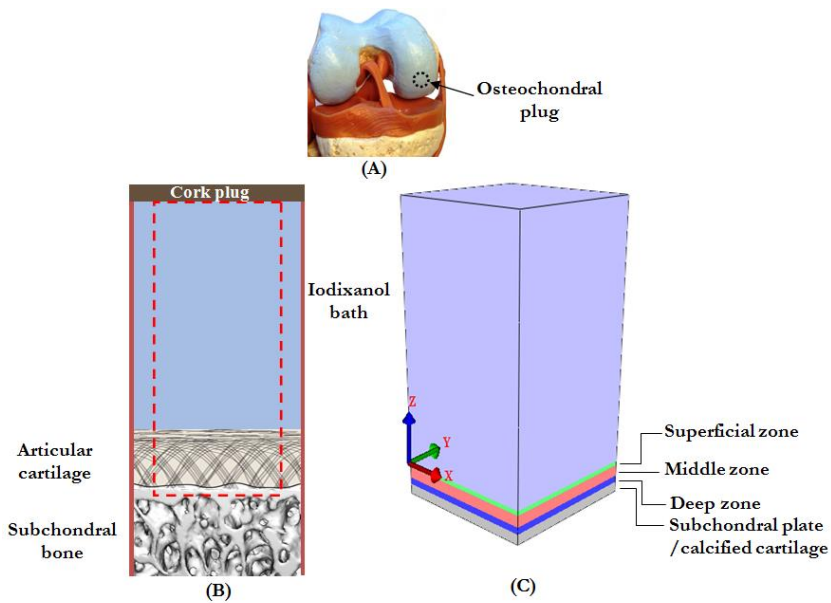 Osteochondral
plug
(A)
Cork plug
Iodixanol
bath
Articular
cartilage
Subchondral
bone
(B)
Z
Y
X
Superficial zone
Middle zone
Deep zone
Subchondral plate
/calcified cartilage
(C)